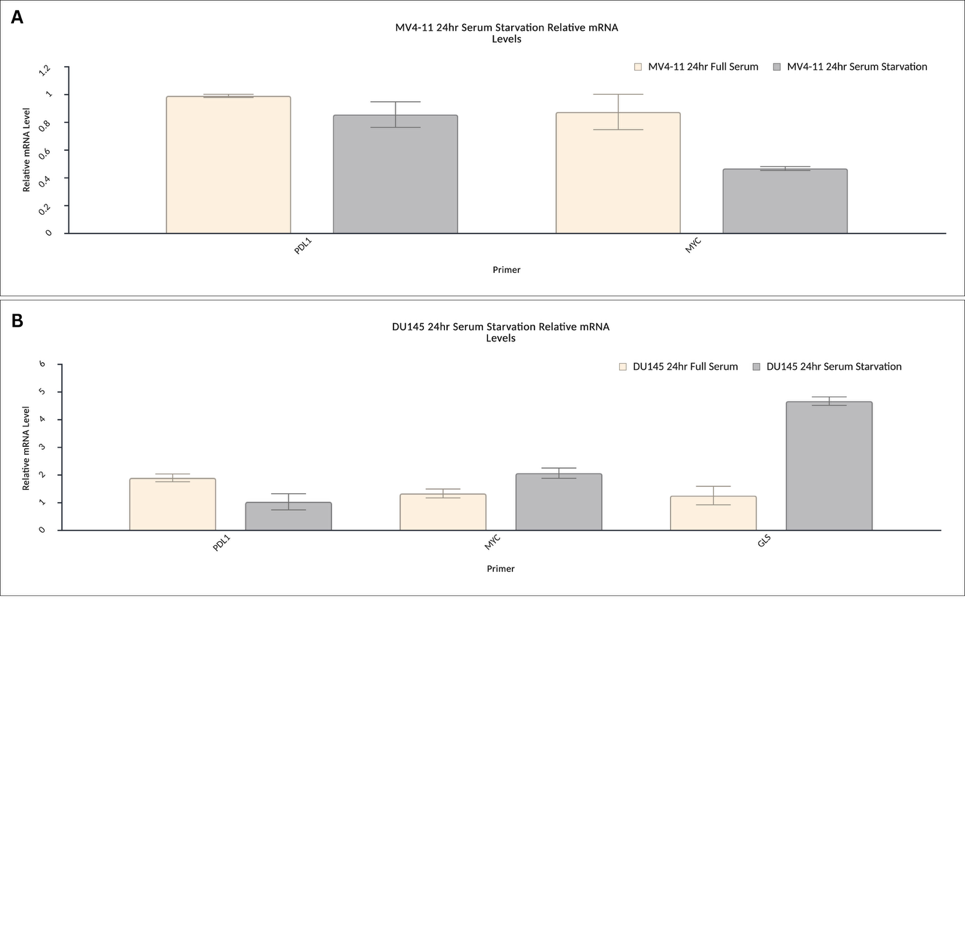 A
MV4-11 24hr Serum Starvation Relative mRNA
Levels
MV4-11 24hr Full Serum
MV4-11 24hr Serum Starvation
1.2
1
0.8
0.6
0.4
0.2
0
Relative mRNA Level
PDL1
MYC
Primer
B
DU145 24hr Serum Starvation Relative mRNA
Levels
DU145 24hr Full Serum
DU145 24hr Serum Starvation
6
5
4
3
2
1
0
Relative mRNA Level
PDL1
MYC
GLS
Primer